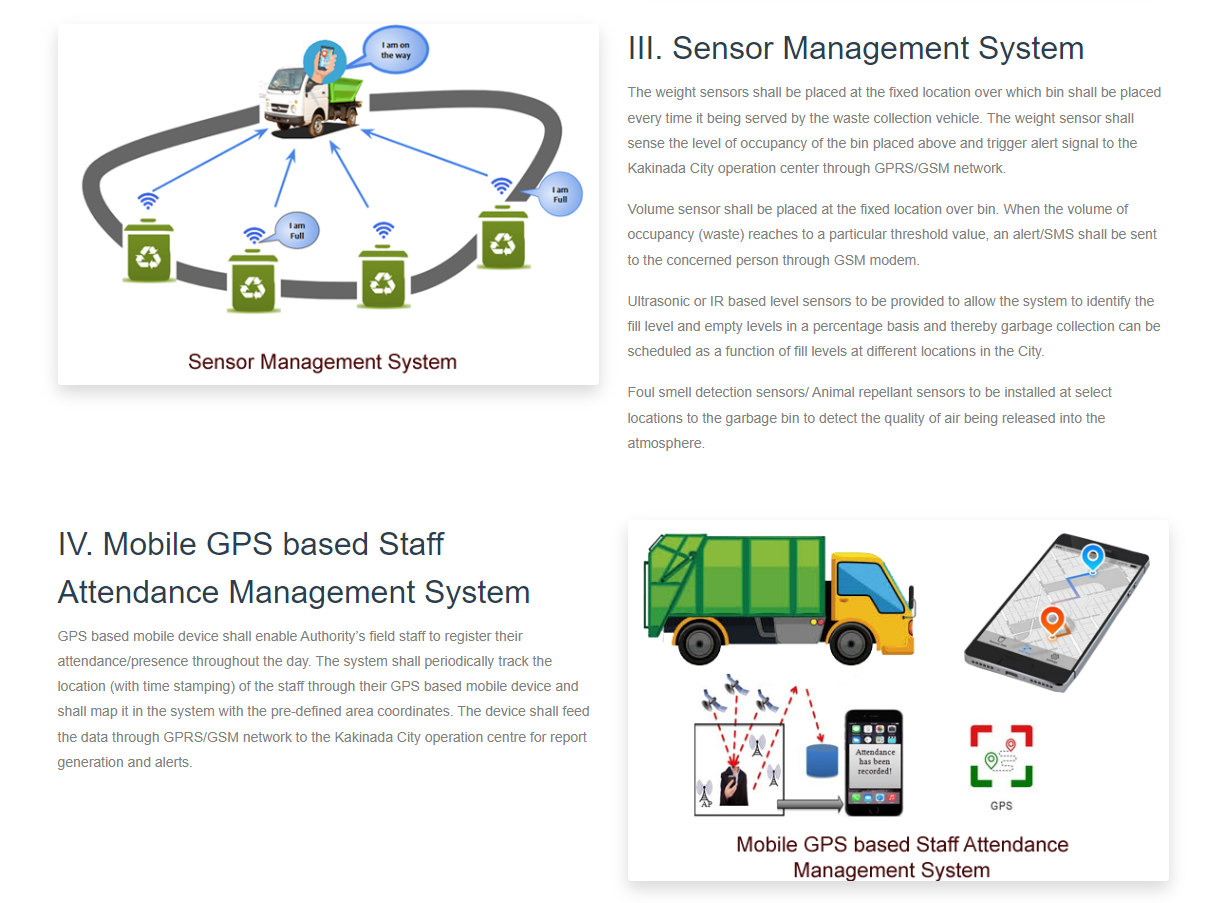 I am on
the way
I am
Full
I am
Full
Sensor Management System
III. Sensor Management System
The weight sensors shall be placed at the fixed location over which bin shall be placed
every time it being served by the waste collection vehicle. The weight sensor shall
sense the level of occupancy of the bin placed above and trigger alert signal to the
Kakinada City operation center through GPRS/GSM network.
Volume sensor shall be placed at the fixed location over bin. When the volume of
occupancy (waste) reaches to a particular threshold value, an alert/SMS shall be sent
to the concerned person through GSM modem.
Ultrasonic or IR based level sensors to be provided to allow the system to identify the
fill level and empty levels in a percentage basis and thereby garbage collection can be
scheduled as a function of fill levels at different locations in the City.
Foul smell detection sensors/ Animal repellant sensors to be installed at select
locations to the garbage bin to detect the quality of air being released into the
atmosphere.
IV. Mobile GPS based Staff
Attendance Management System
GPS based mobile device shall enable Authority's field staff to register their
attendance/presence throughout the day. The system shall periodically track the
location (with time stamping) of the staff through their GPS based mobile device and
shall map it in the system with the pre-defined area coordinates. The device shall feed
the data through GPRS/GSM network to the Kakinada City operation centre for report
generation and alerts.
Attendance
has been
recorded!
AP
GPS
Mobile GPS based Staff Attendance
Management System